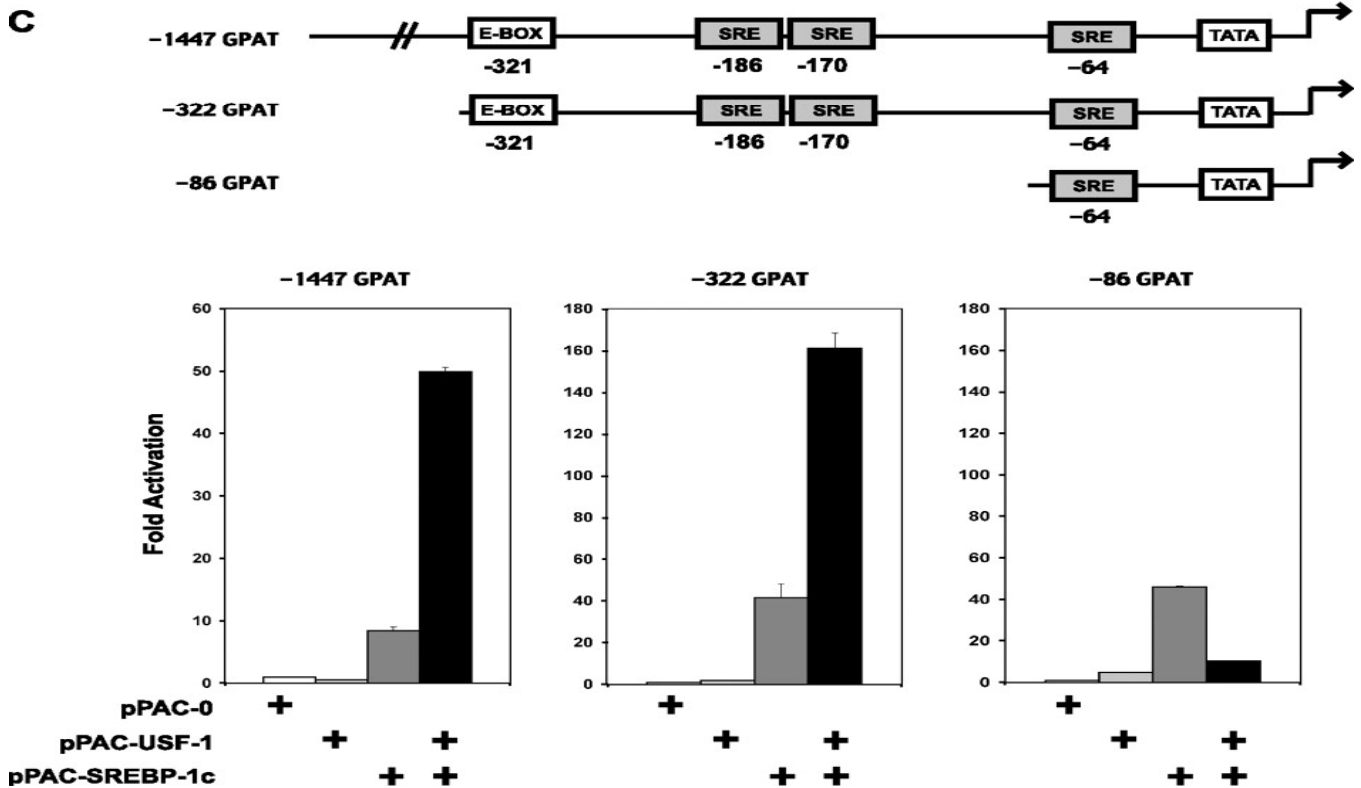 C
−1447 GPAT E-BOX SRE SRE SRE TATA
-321 -186 -170 −64
−322 GPAT E-BOX SRE SRE SRE TATA
-321 -186 -170 −64
−86 GPAT SRE TATA
−64
−1447 GPAT −322 GPAT −86 GPAT
Fold Activation
60
50
40
30
20
10
0
180
160
140
120
100
80
60
40
20
0
180
160
140
120
100
80
60
40
20
0
pPAC-0 + + +
pPAC-USF-1 + + + + + +
pPAC-SREBP-1c + + + + + +